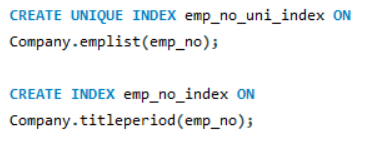 CREATE UNIQUE INDEX emp_no_uni_index ON
Company.emplist(emp_no);
CREATE INDEX emp_no_index ON
Company.titleperiod(emp_no);